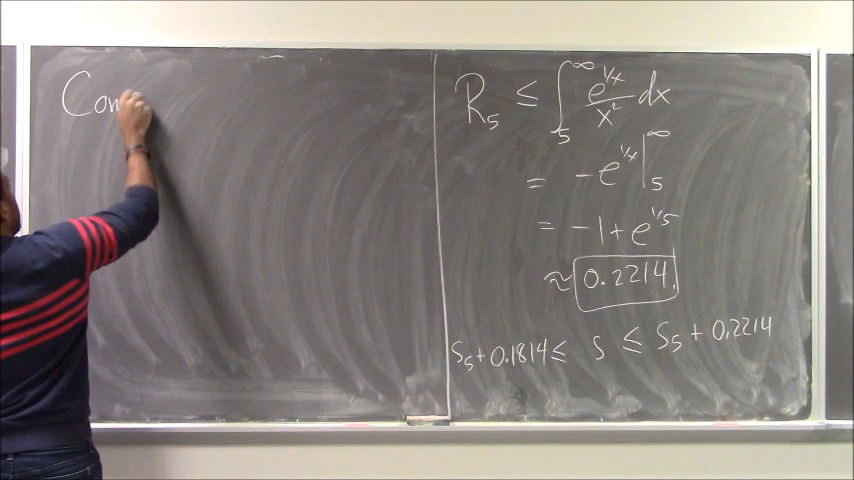 Con
R₅ ≤ ∫₅^∞ e^{1/x}/x² dx
= -e^{1/x} |₅^∞
= -1 + e^{1/5}
≈ 0.2214.
S₅ + 0.1814 ≤ s ≤ S₅ + 0.2214